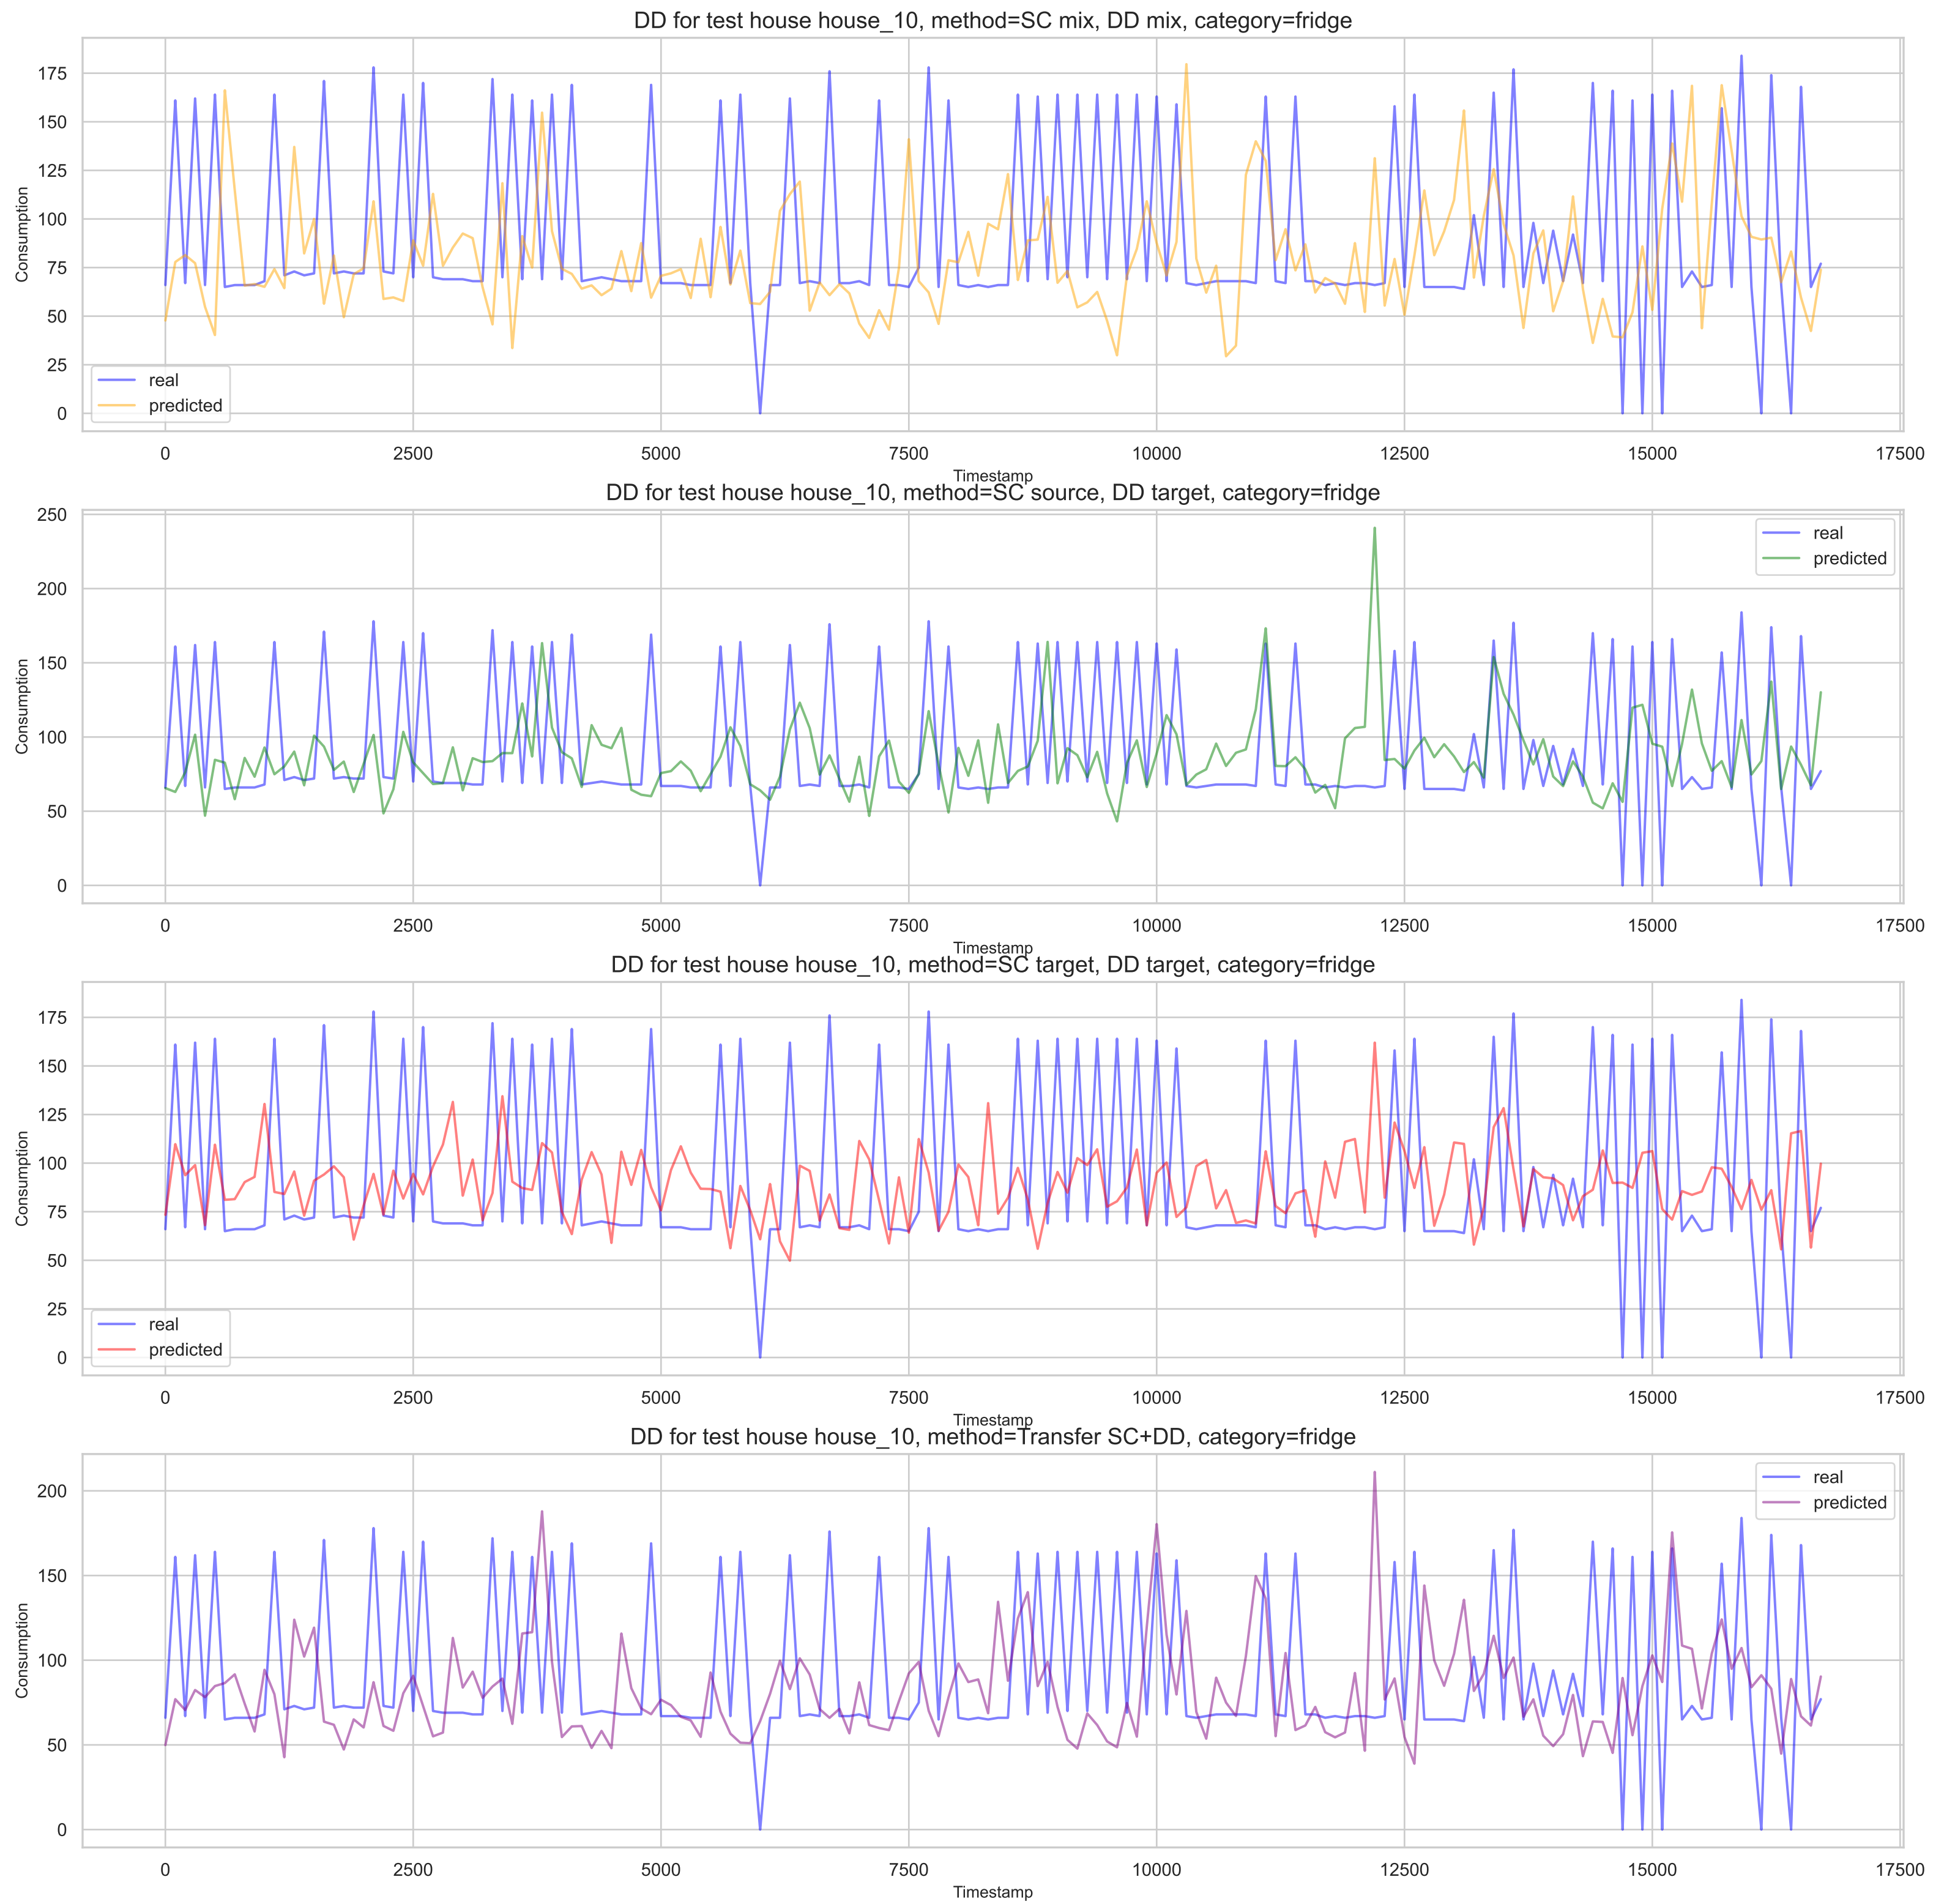 DD for test house house_10, method=SC mix, DD mix, category=fridge
175
150
125
100
75
50
25
0
Consumption
real
predicted
0 2500 5000 7500 10000 12500 15000 17500
Timestamp
DD for test house house_10, method=SC source, DD target, category=fridge
250
200
150
100
50
0
Consumption
real
predicted
0 2500 5000 7500 10000 12500 15000 17500
Timestamp
DD for test house house_10, method=SC target, DD target, category=fridge
175
150
125
100
75
50
25
0
Consumption
real
predicted
0 2500 5000 7500 10000 12500 15000 17500
Timestamp
DD for test house house_10, method=Transfer SC+DD, category=fridge
200
150
100
50
0
Consumption
real
predicted
0 2500 5000 7500 10000 12500 15000 17500
Timestamp